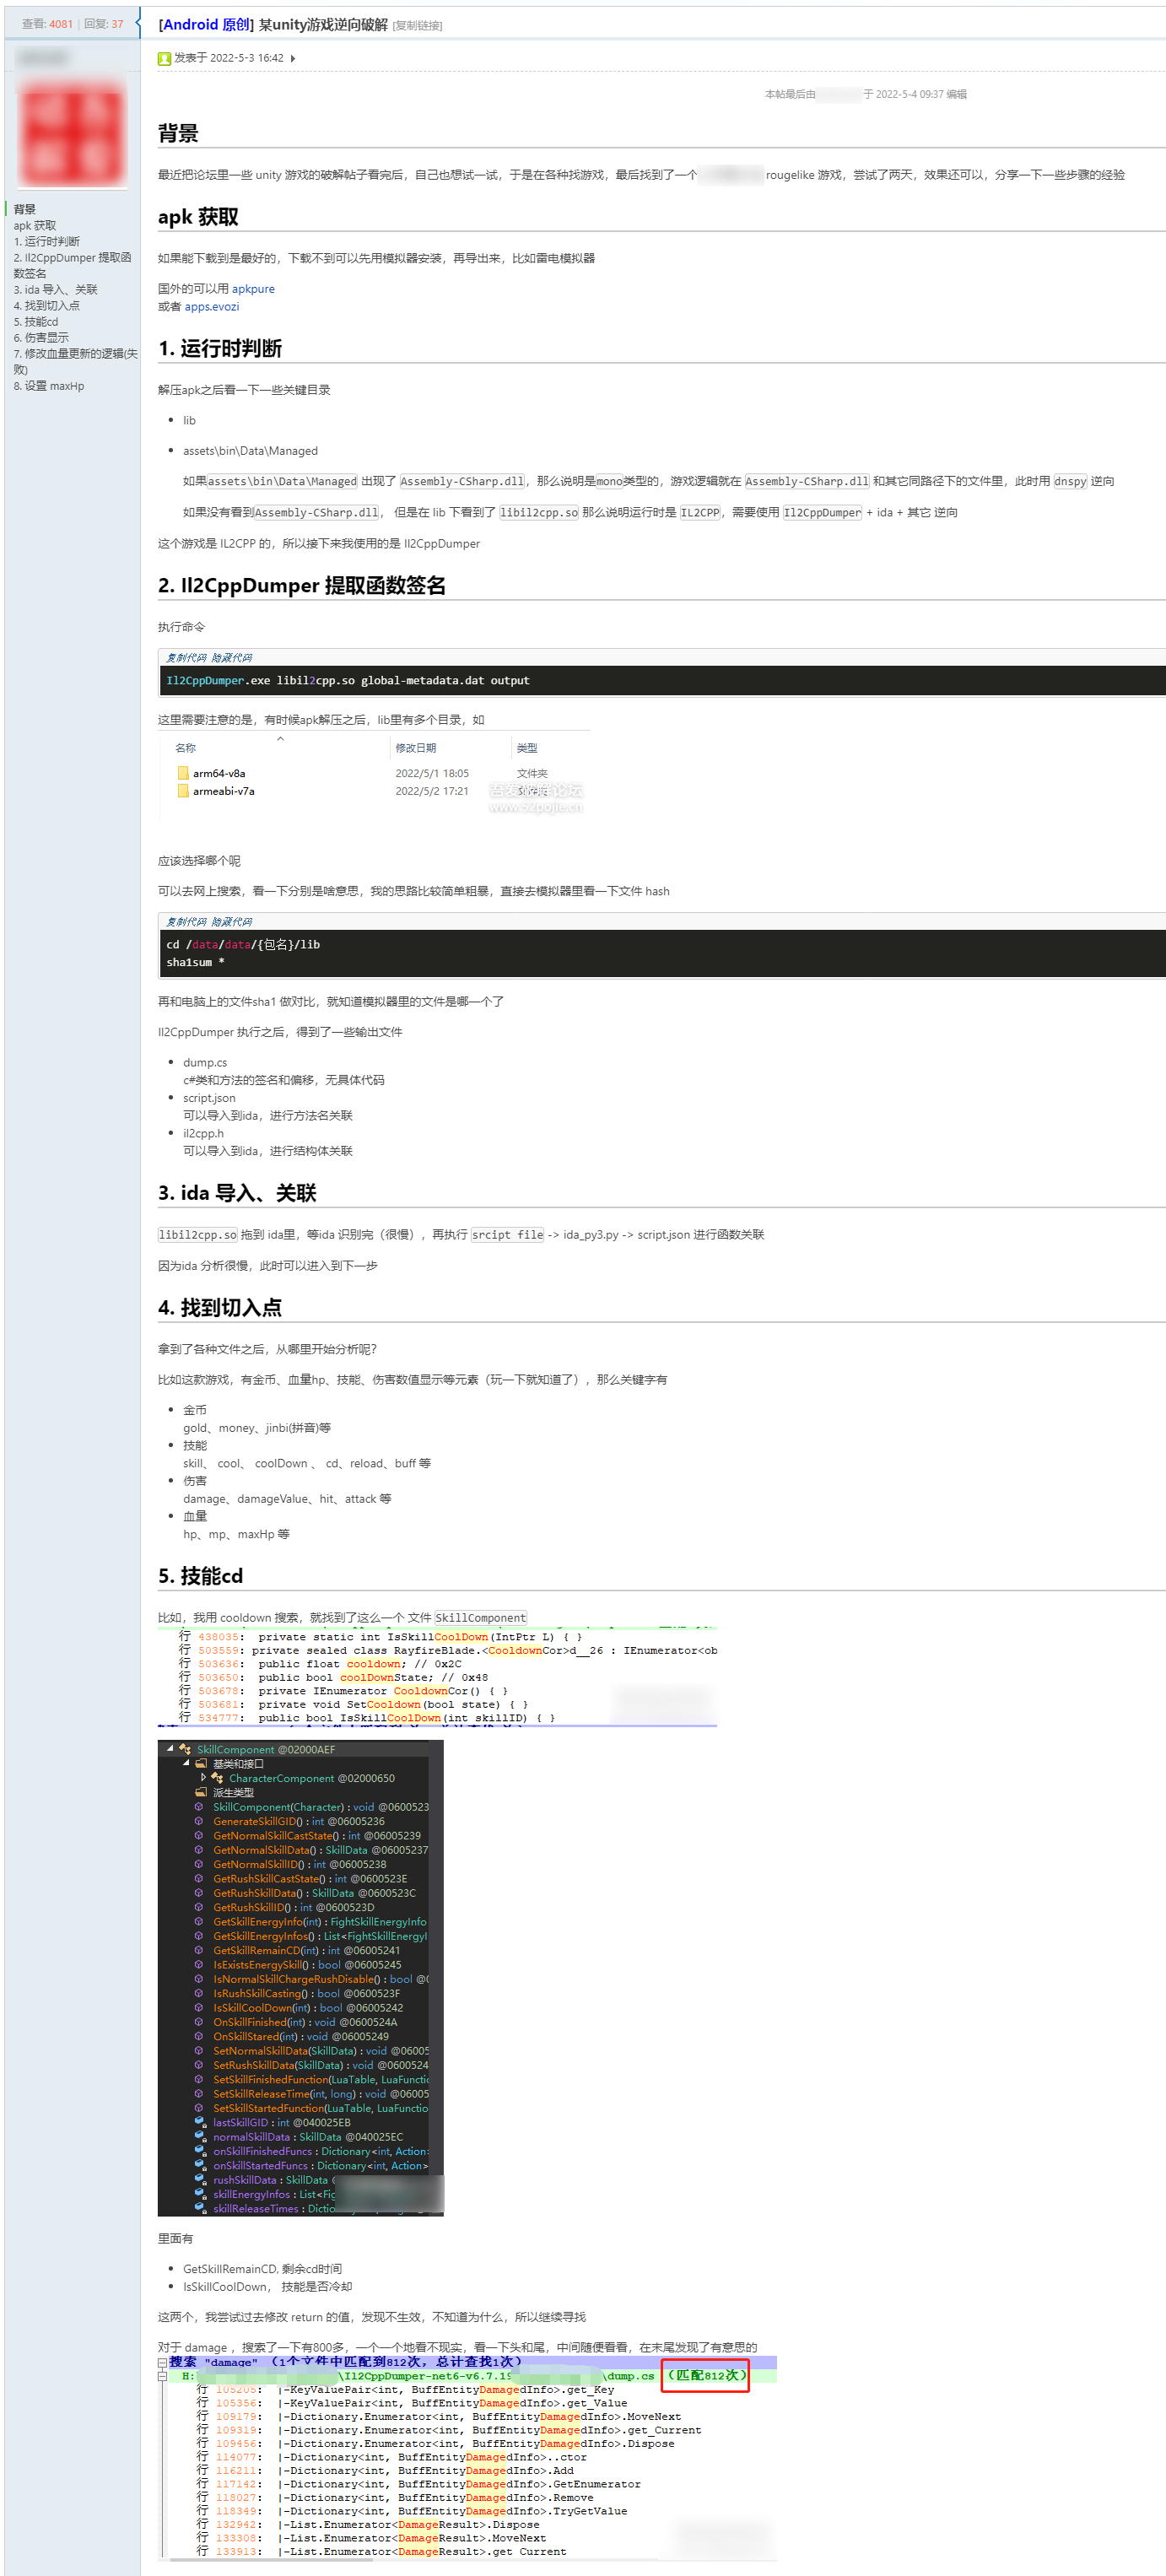 查看: 4081 | 回复: 37
[Android 原创] 某unity游戏逆向破解 [复制链接]
发表于 2022-5-3 16:42
本帖最后由
于 2022-5-4 09:37 编辑
背景
apk 获取
1. 运行时判断
2. Il2CppDumper 提取函
数签名
3. ida 导入、关联
4. 找到切入点
5. 技能cd
6. 伤害显示
7. 修改血量更新的逻辑(失
败)
8. 设置 maxHp
背景
最近把论坛里一些 unity 游戏的破解帖子看完后，自己也想试一试，于是在各种找游戏，最后找到了一个
rougelike 游戏，尝试了两天，效果还可以，分享一下一些步骤的经验
apk 获取
如果能下载到是最好的，下载不到可以先用模拟器安装，再导出来，比如雷电模拟器
国外的可以用 apkpure
或者 apps.evozi
1. 运行时判断
解压apk之后看一下一些关键目录
lib
assets\bin\Data\Managed
如果assets\bin\Data\Managed 出现了 Assembly-CSharp.dll，那么说明是mono类型的，游戏逻辑就在 Assembly-CSharp.dll 和其它同路径下的文件里，此时用 dnspy 逆向
如果没有看到Assembly-CSharp.dll， 但是在 lib 下看到了 libil2cpp.so 那么说明运行时是 IL2CPP，需要使用 Il2CppDumper + ida + 其它 逆向
这个游戏是 IL2CPP 的，所以接下来我使用的是 Il2CppDumper
2. Il2CppDumper 提取函数签名
执行命令
复制代码 隐藏代码
Il2CppDumper.exe libil2cpp.so global-metadata.dat output
这里需要注意的是，有时候apk解压之后，lib里有多个目录，如
名称 修改日期 类型
arm64-v8a 2022/5/1 18:05 文件夹
armeabi-v7a 2022/5/2 17:21
吾爱破解论坛
www.52pojie.cn
应该选择哪个呢
可以去网上搜索，看一下分别是啥意思，我的思路比较简单粗暴，直接去模拟器里看一下文件 hash
复制代码 隐藏代码
cd /data/data/{包名}/lib
sha1sum *
再和电脑上的文件sha1 做对比，就知道模拟器里的文件是哪一个了
Il2CppDumper 执行之后，得到了一些输出文件
dump.cs
c#类和方法的签名和偏移，无具体代码
script.json
可以导入到ida，进行方法名关联
il2cpp.h
可以导入到ida，进行结构体关联
3. ida 导入、关联
libil2cpp.so 拖到 ida里，等ida 识别完（很慢），再执行 srcipt file -> ida_py3.py -> script.json 进行函数关联
因为ida 分析很慢，此时可以进入到下一步
4. 找到切入点
拿到了各种文件之后，从哪里开始分析呢？
比如这款游戏，有金币、血量hp、技能、伤害数值显示等元素（玩一下就知道了），那么关键字有
金币
gold、money、jinbi(拼音)等
技能
skill、 cool、 coolDown 、 cd、reload、buff 等
伤害
damage、damageValue、hit、attack 等
血量
hp、mp、maxHp 等
5. 技能cd
比如，我用 cooldown 搜索，就找到了这么一个 文件 SkillComponent
行 438035: private static int IsSkillCoolDown(IntPtr L) { }
行 503559: private sealed class RayfireBlade.<CooldownCor>d__26 : IEnumerator<ob
行 503636: public float cooldown; // 0x2C
行 503650: public bool coolDownState; // 0x48
行 503678: private IEnumerator CooldownCor() { }
行 503681: private void SetCooldown(bool state) { }
行 534777: public bool IsSkillCoolDown(int skillID) { }
SkillComponent @02000AEF
基类和接口
CharacterComponent @02000650
派生类型
SkillComponent(Character) : void @0600523
GenerateSkillGID() : int @06005236
GetNormalSkillCastState() : int @06005239
GetNormalSkillData() : SkillData @06005237
GetNormalSkillID() : int @06005238
GetRushSkillCastState() : int @0600523E
GetRushSkillData() : SkillData @0600523C
GetRushSkillID() : int @0600523D
GetSkillEnergyInfo(int) : FightSkillEnergyInfo
GetSkillEnergyInfos() : List<FightSkillEnergyI
GetSkillRemainCD(int) : int @06005241
IsExistsEnergySkill() : bool @06005245
IsNormalSkillChargeRushDisable() : bool @0
IsRushSkillCasting() : bool @0600523F
IsSkillCoolDown(int) : bool @06005242
OnSkillFinished(int) : void @0600524A
OnSkillStared(int) : void @06005249
SetNormalSkillData(SkillData) : void @06005
SetRushSkillData(SkillData) : void @0600524
SetSkillFinishedFunction(LuaTable, LuaFunctio
SetSkillReleaseTime(int, long) : void @06005
SetSkillStartedFunction(LuaTable, LuaFunctio
lastSkillGID : int @040025EB
normalSkillData : SkillData @040025EC
onSkillFinishedFuncs : Dictionary<int, Action>
onSkillStartedFuncs : Dictionary<int, Action>
rushSkillData : SkillData
skillEnergyInfos : List<Fig
skillReleaseTimes : Dictio
里面有
GetSkillRemainCD, 剩余cd时间
IsSkillCoolDown， 技能是否冷却
这两个，我尝试过去修改 return 的值，发现不生效，不知道为什么，所以继续寻找
对于 damage ，搜索了一下有800多，一个一个地看不现实，看一下头和尾，中间随便看看，在末尾发现了有意思的
搜索 "damage" （1个文件中匹配到812次，总计查找1次）
H:
\Il2CppDumper-net6-v6.7.19
\dump.cs （匹配812次）
行 105205: |-KeyValuePair<int, BuffEntityDamagedInfo>.get_Key
行 105356: |-KeyValuePair<int, BuffEntityDamagedInfo>.get_Value
行 109179: |-Dictionary.Enumerator<int, BuffEntityDamagedInfo>.MoveNext
行 109319: |-Dictionary.Enumerator<int, BuffEntityDamagedInfo>.get_Current
行 109456: |-Dictionary.Enumerator<int, BuffEntityDamagedInfo>.Dispose
行 114077: |-Dictionary<int, BuffEntityDamagedInfo>..ctor
行 116211: |-Dictionary<int, BuffEntityDamagedInfo>.Add
行 117142: |-Dictionary<int, BuffEntityDamagedInfo>.GetEnumerator
行 118027: |-Dictionary<int, BuffEntityDamagedInfo>.Remove
行 118349: |-Dictionary<int, BuffEntityDamagedInfo>.TryGetValue
行 132942: |-List.Enumerator<DamageResult>.Dispose
行 133308: |-List.Enumerator<DamageResult>.MoveNext
行 133913: |-List.Enumerator<DamageResult>.get_Current